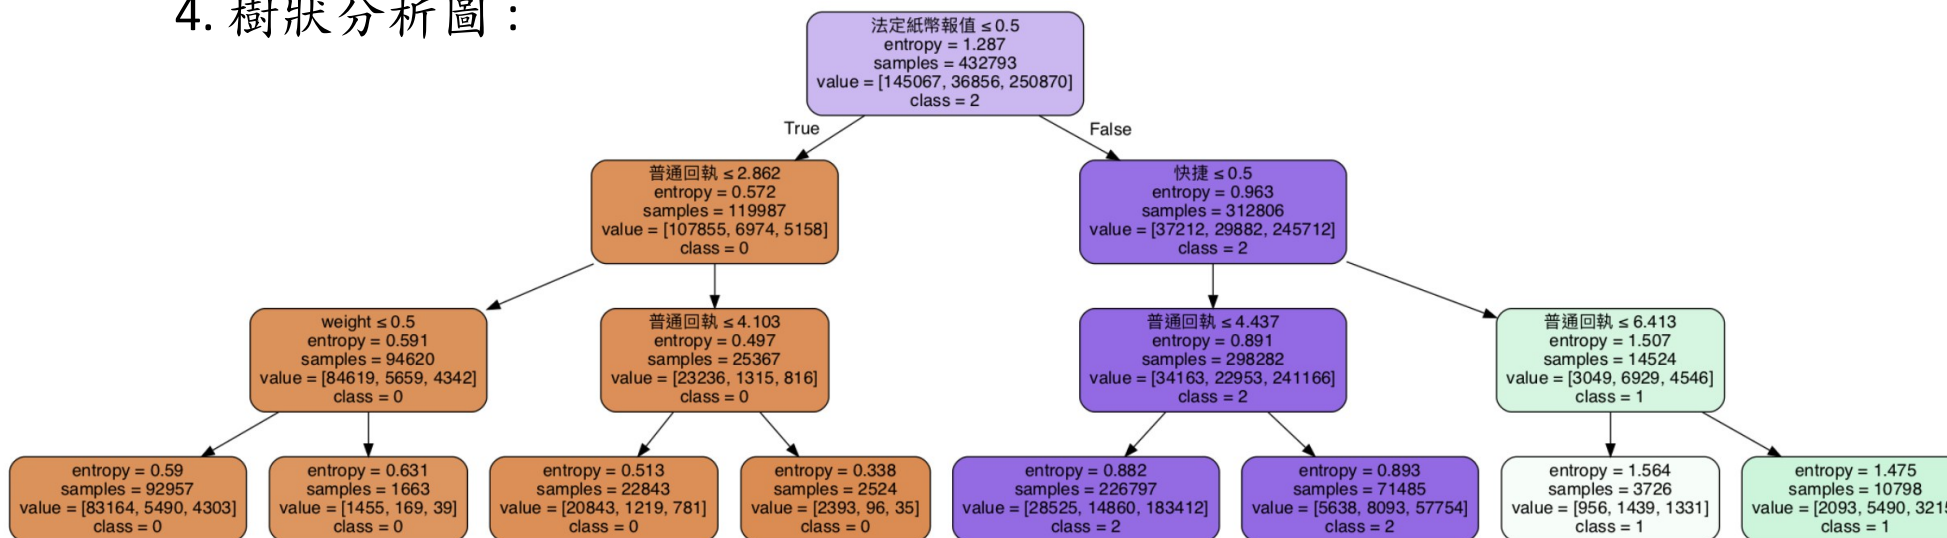 4. 樹狀分析圖：
法定紙幣報值 ≤ 0.5
entropy = 1.287
samples = 432793
value = [145067, 36856, 250870]
class = 2
True
False
普通回執 ≤ 2.862
entropy = 0.572
samples = 119987
value = [107855, 6974, 5158]
class = 0
快捷 ≤ 0.5
entropy = 0.963
samples = 312806
value = [37212, 29882, 245712]
class = 2
weight ≤ 0.5
entropy = 0.591
samples = 94620
value = [84619, 5659, 4342]
class = 0
普通回執 ≤ 4.103
entropy = 0.497
samples = 25367
value = [23236, 1315, 816]
class = 0
普通回執 ≤ 4.437
entropy = 0.891
samples = 298282
value = [34163, 22953, 241166]
class = 2
普通回執 ≤ 6.413
entropy = 1.507
samples = 14524
value = [3049, 6929, 4546]
class = 1
entropy = 0.59
samples = 92957
value = [83164, 5490, 4303]
class = 0
entropy = 0.631
samples = 1663
value = [1455, 169, 39]
class = 0
entropy = 0.513
samples = 22843
value = [20843, 1219, 781]
class = 0
entropy = 0.338
samples = 2524
value = [2393, 96, 35]
class = 0
entropy = 0.882
samples = 226797
value = [28525, 14860, 183412]
class = 2
entropy = 0.893
samples = 71485
value = [5638, 8093, 57754]
class = 2
entropy = 1.564
samples = 3726
value = [956, 1439, 1331]
class = 1
entropy = 1.475
samples = 10798
value = [2093, 5490, 3215
class = 1